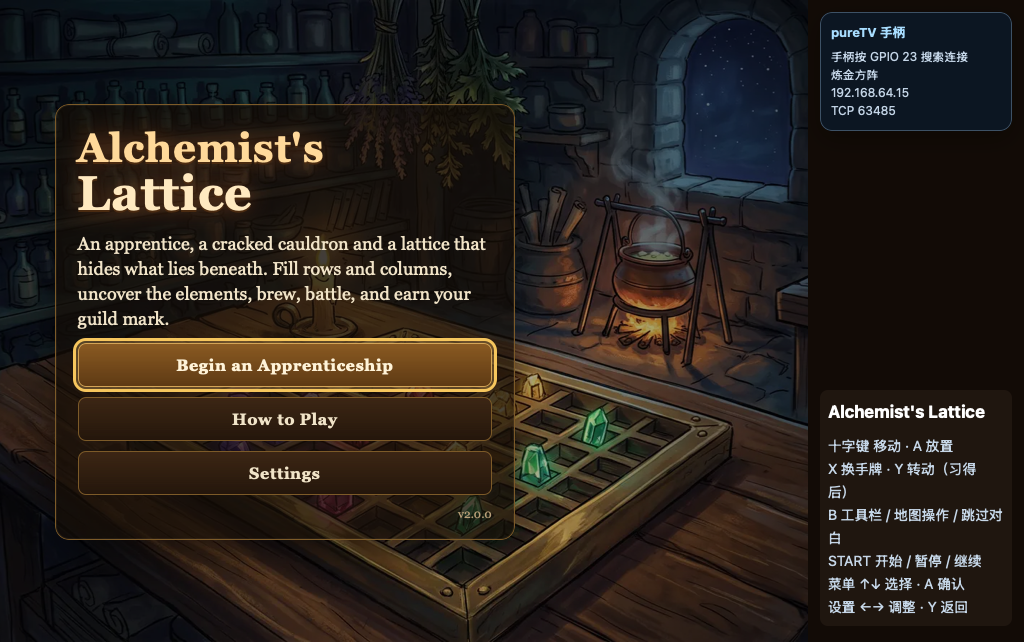 Alchemist's
Lattice
An apprentice, a cracked cauldron and a lattice that
hides what lies beneath. Fill rows and columns,
uncover the elements, brew, battle, and earn your
guild mark.
Begin an Apprenticeship
How to Play
Settings
v2.0.0
pureTV 手柄
手柄按 GPIO 23 搜索连接
炼金方阵
192.168.64.15
TCP 63485
Alchemist's Lattice
十字键 移动 · A 放置
X 换手牌 · Y 转动（习得
后）
B 工具栏 / 地图操作 / 跳过对
白
START 开始 / 暂停 / 继续
菜单 ↑↓ 选择 · A 确认
设置 ←→ 调整 · Y 返回